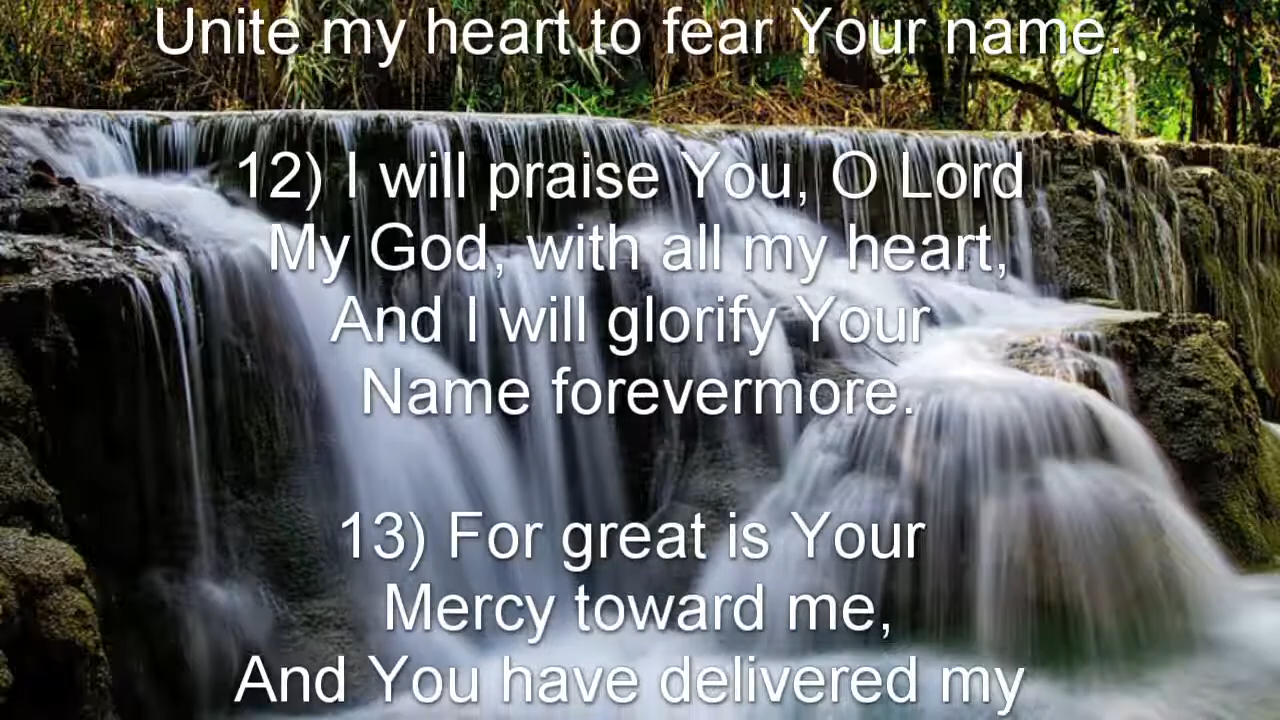 Unite my heart to fear Your name.
12) I will praise You, O Lord
My God, with all my heart,
And I will glorify Your
Name forevermore.
13) For great is Your
Mercy toward me,
And You have delivered my